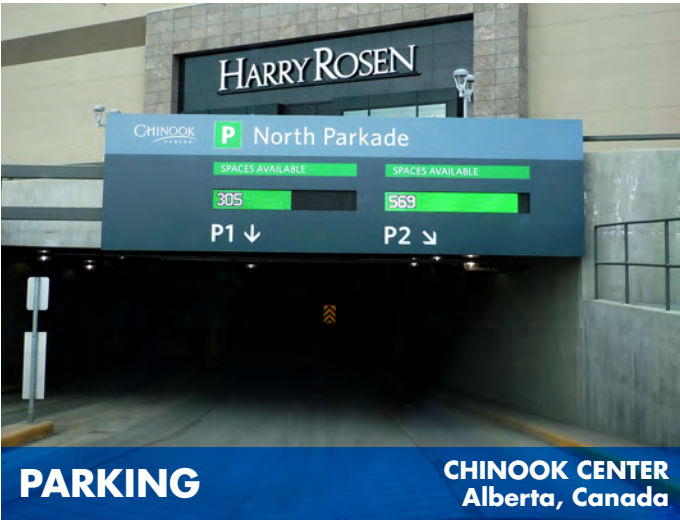 HARRY ROSEN
CHINOOK
CENTRE
P North Parkade
SPACES AVAILABLE SPACES AVAILABLE
305 569
P1 ↓ P2 ↘
PARKING
CHINOOK CENTER
Alberta, Canada